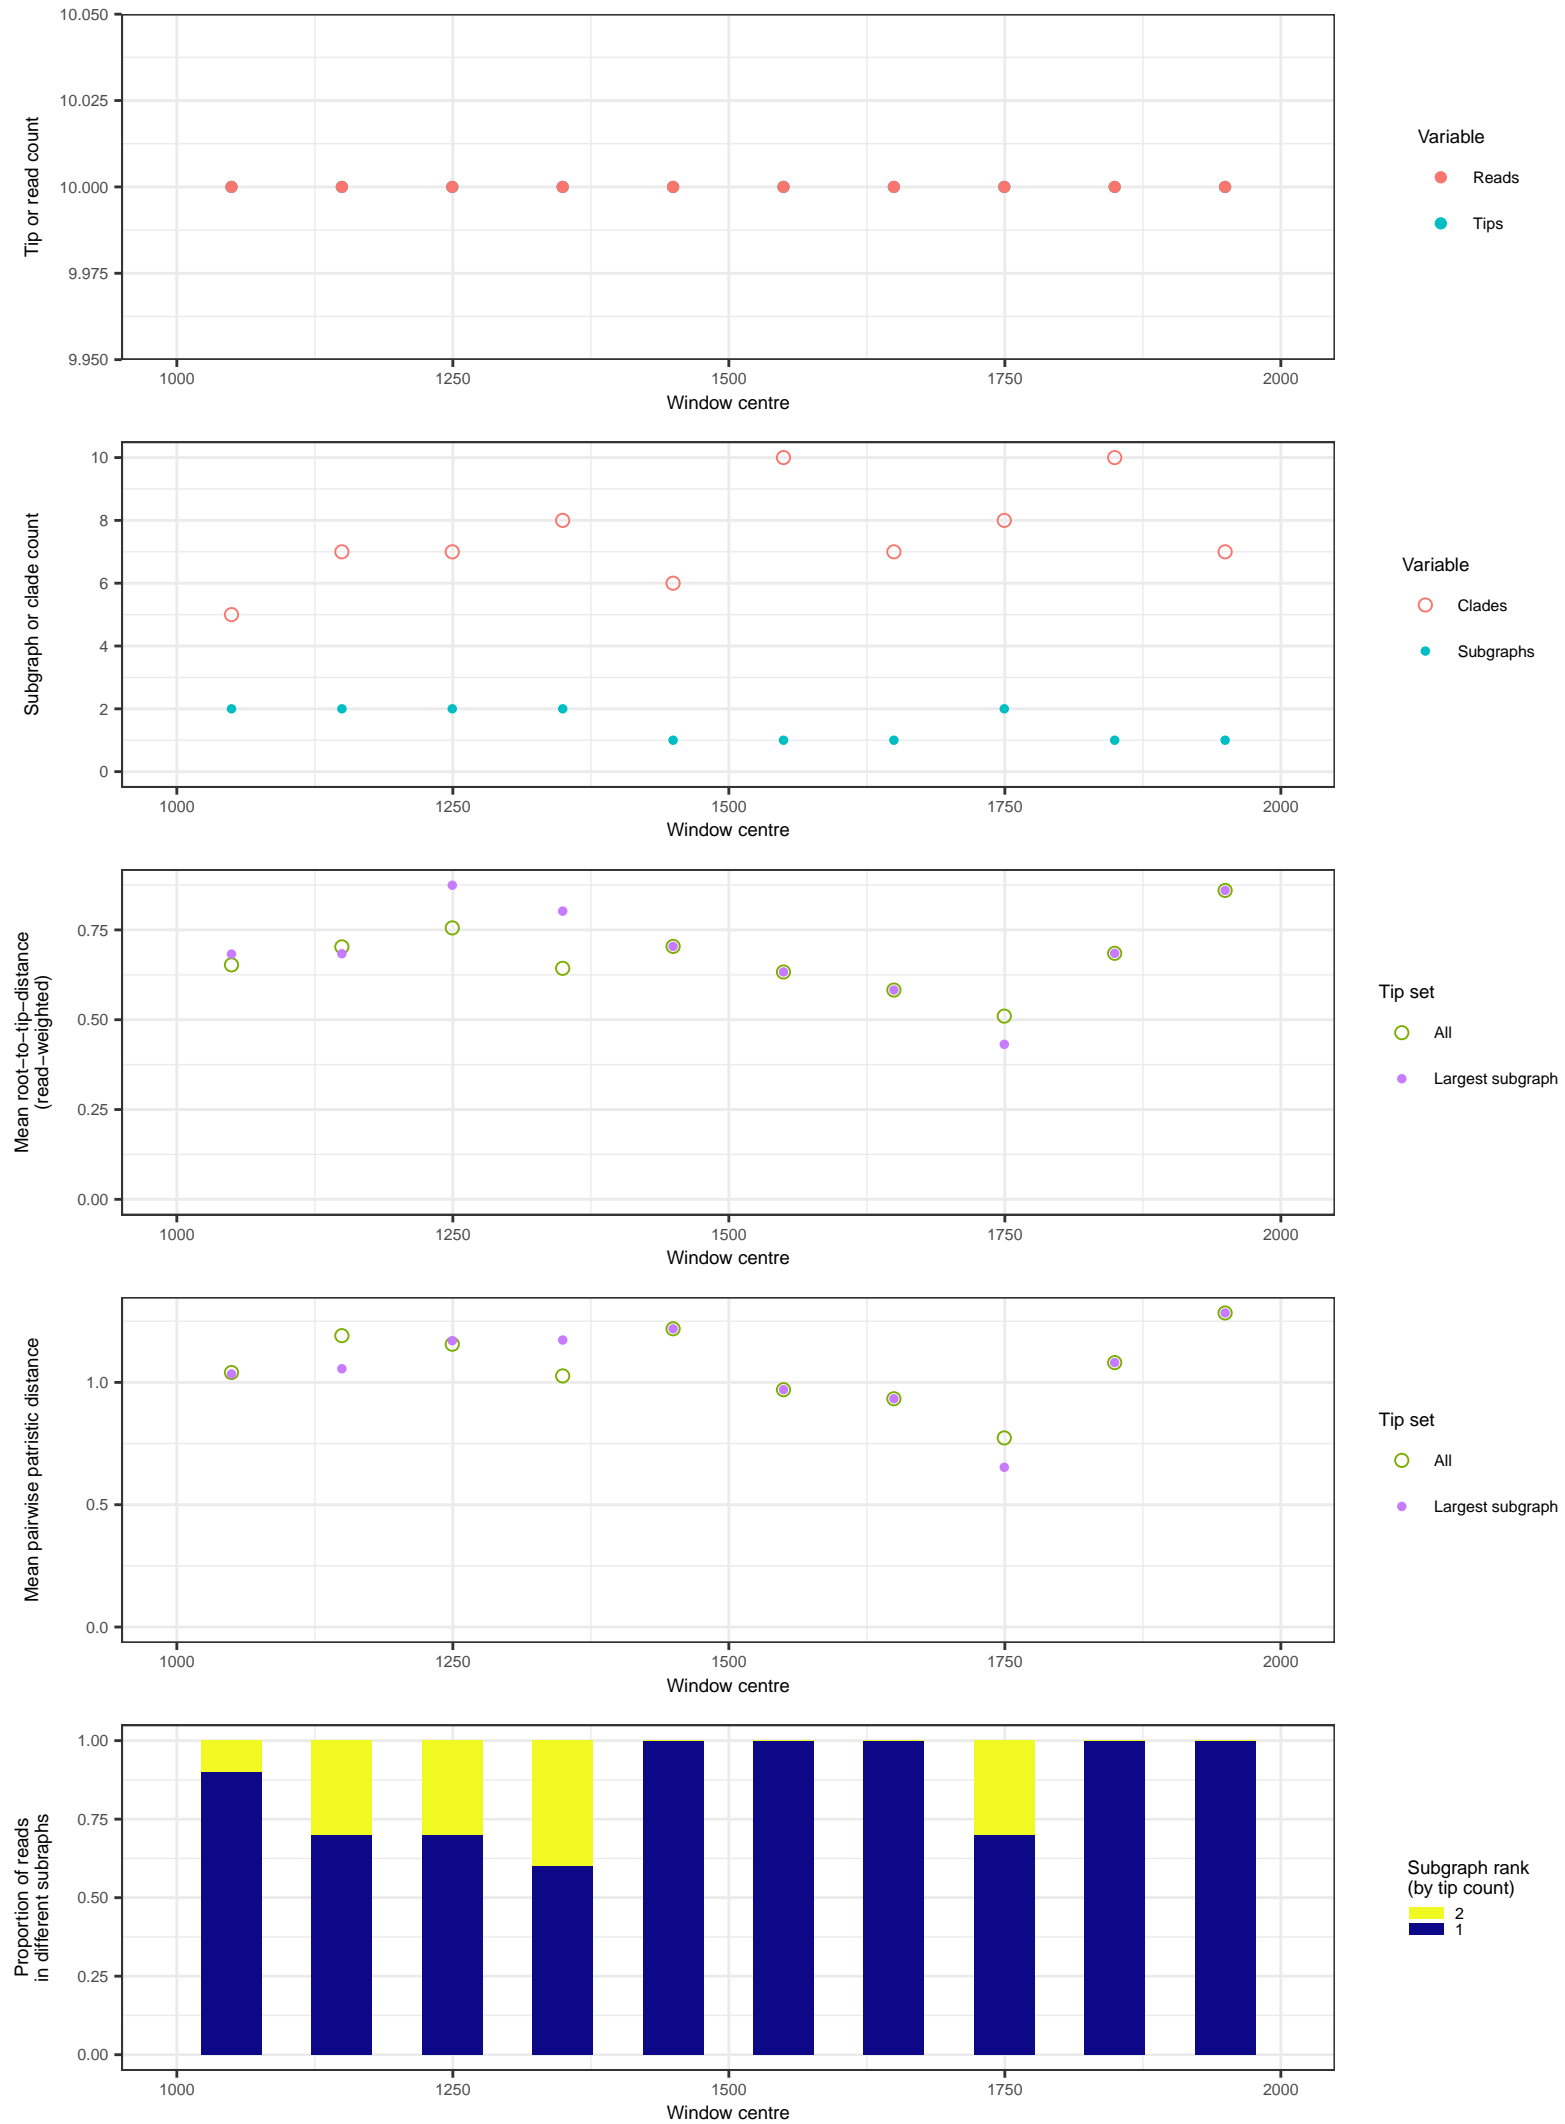 10.050
10.025
10.000
9.975
9.950
Tip or read count
1000 1250 1500 1750 2000
Window centre
Variable
Reads
Tips
10
8
6
4
2
0
Subgraph or clade count
1000 1250 1500 1750 2000
Window centre
Variable
Clades
Subgraphs
0.75
0.50
0.25
0.00
Mean root−to−tip−distance
(read−weighted)
1000 1250 1500 1750 2000
Window centre
Tip set
All
Largest subgraph
1.0
0.5
0.0
Mean pairwise patristic distance
1000 1250 1500 1750 2000
Window centre
Tip set
All
Largest subgraph
1.00
0.75
0.50
0.25
0.00
Proportion of reads
in different subraphs
1000 1250 1500 1750 2000
Window centre
Subgraph rank
(by tip count)
2
1